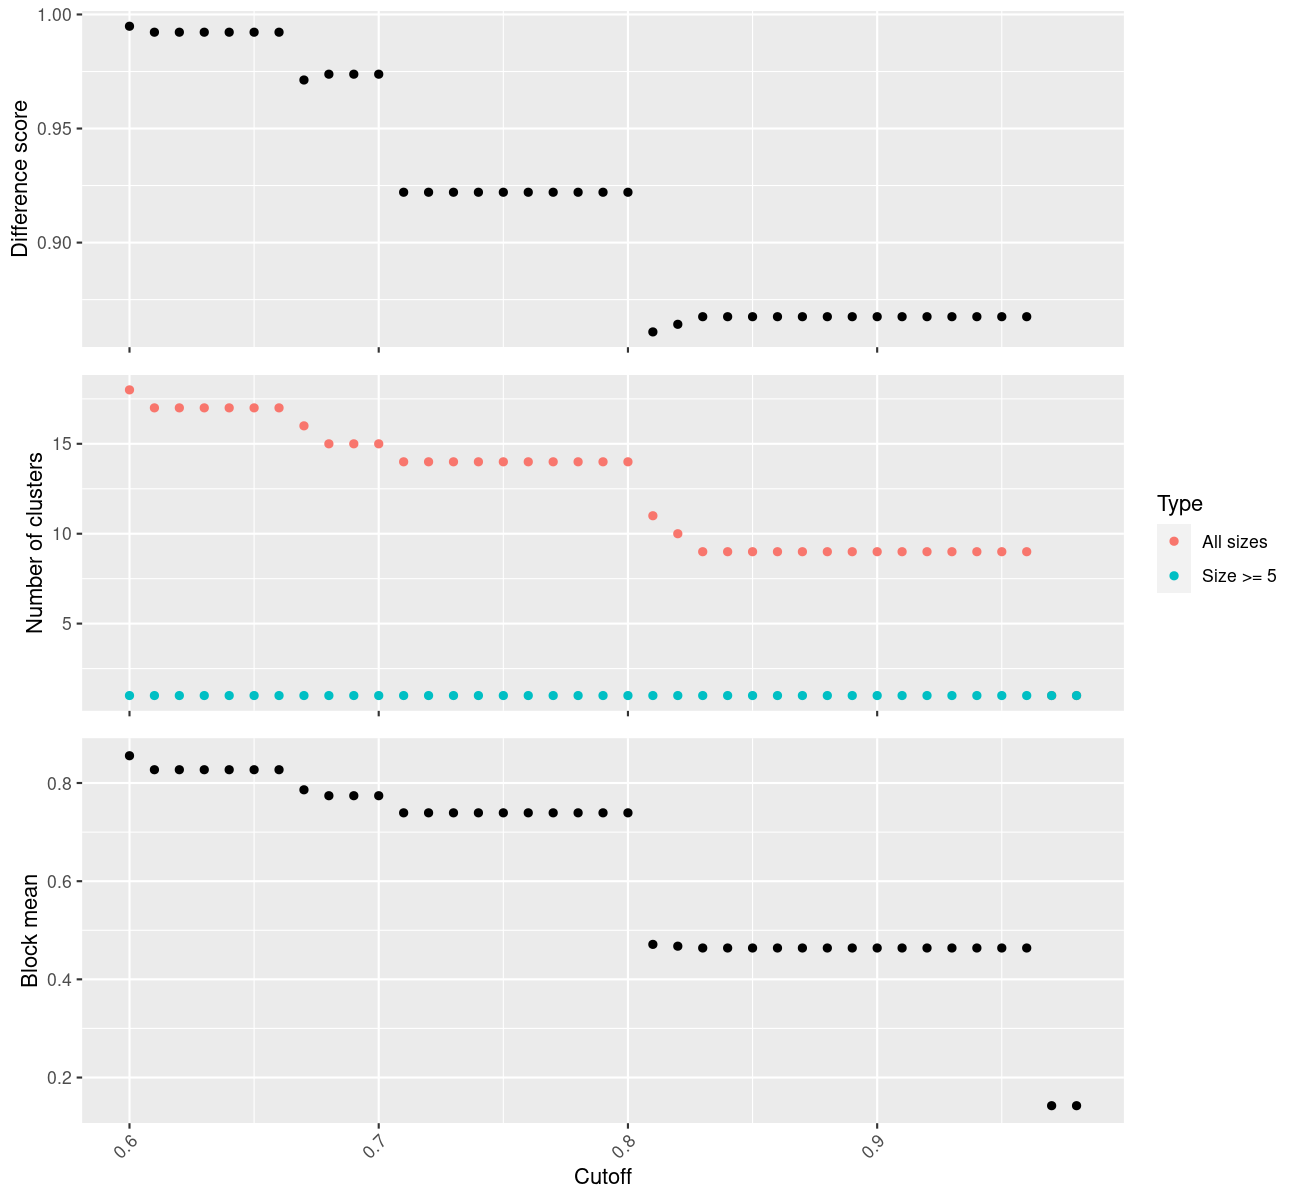 Difference score
1.00
0.95
0.90
Number of clusters
15
10
5
Type
All sizes
Size >= 5
Block mean
0.8
0.6
0.4
0.2
0.6
0.7
0.8
0.9
Cutoff